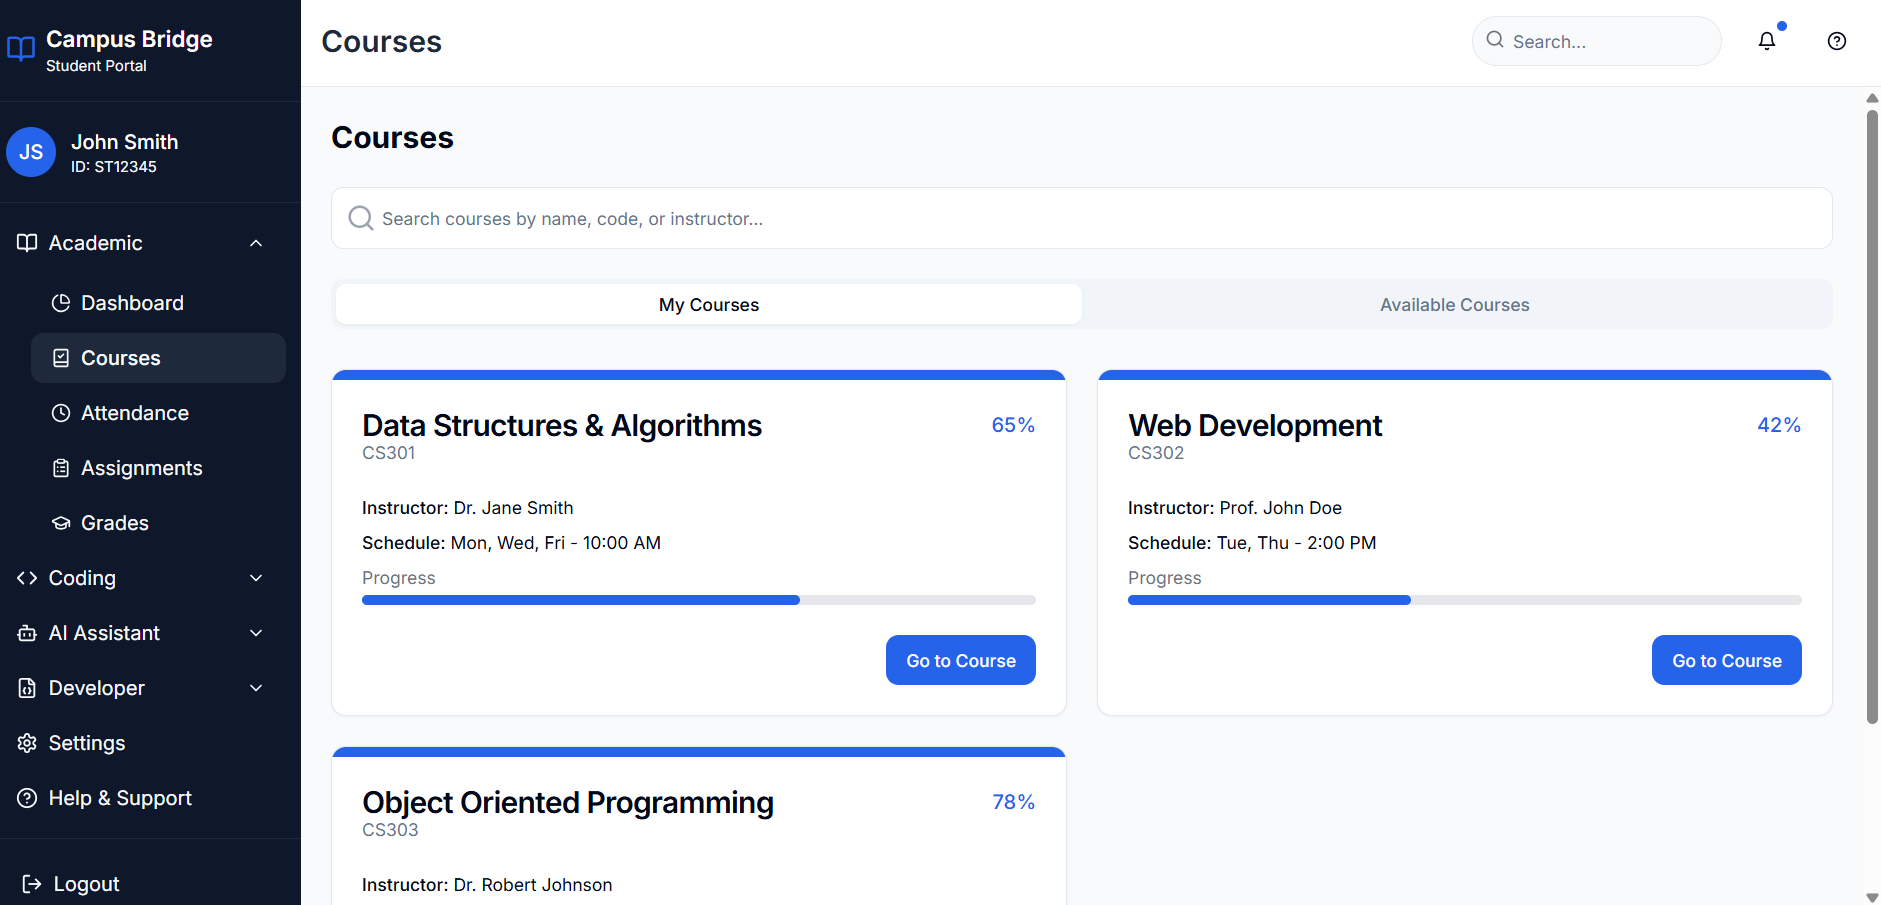 Campus Bridge
Student Portal
JS
John Smith
ID: ST12345
Academic
Dashboard
Courses
Attendance
Assignments
Grades
Coding
AI Assistant
Developer
Settings
Help & Support
Logout
Courses
Search...
Courses
Search courses by name, code, or instructor...
My Courses
Available Courses
Data Structures & Algorithms
65%
CS301
Instructor: Dr. Jane Smith
Schedule: Mon, Wed, Fri - 10:00 AM
Progress
Go to Course
Web Development
42%
CS302
Instructor: Prof. John Doe
Schedule: Tue, Thu - 2:00 PM
Progress
Go to Course
Object Oriented Programming
78%
CS303
Instructor: Dr. Robert Johnson